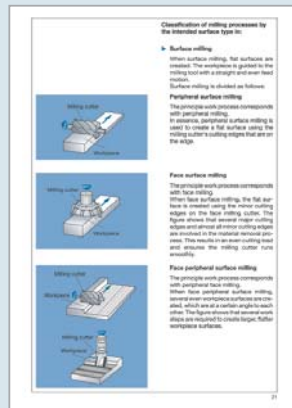 Classification of milling processes by
the intended surface type in:
► Surface milling
When surface milling, flat surfaces are
created. The workpiece is guided to the
milling tool with a straight and even feed
motion.
Surface milling is divided as follows:
Peripheral surface milling
The principle work process corresponds
with peripheral milling.
In essence, peripheral surface milling is
used to create a flat surface using the
milling cutter's cutting edges that are on
the edge.
Milling cutter
Workpiece
Face surface milling
The principle work process corresponds
with face milling.
When face surface milling, the flat sur-
face is created using the minor cutting
edges on the face milling cutter. The
figure shows that several major cutting
edges and almost all minor cutting edges
are involved in the material removal pro-
cess. This results in an even cutting load
and ensures the milling cutter runs
smoothly.
Milling cutter
Workpiece
Face peripheral surface milling
The principle work process corresponds
with peripheral face milling.
When face peripheral surface milling,
several even workpiece surfaces are cre-
ated, which are at a certain angle to each
other. The figure shows that several work
steps are required to create larger, flatter
workpiece surfaces.
Milling cutter
Workpiece
Milling cutter
Workpiece
21